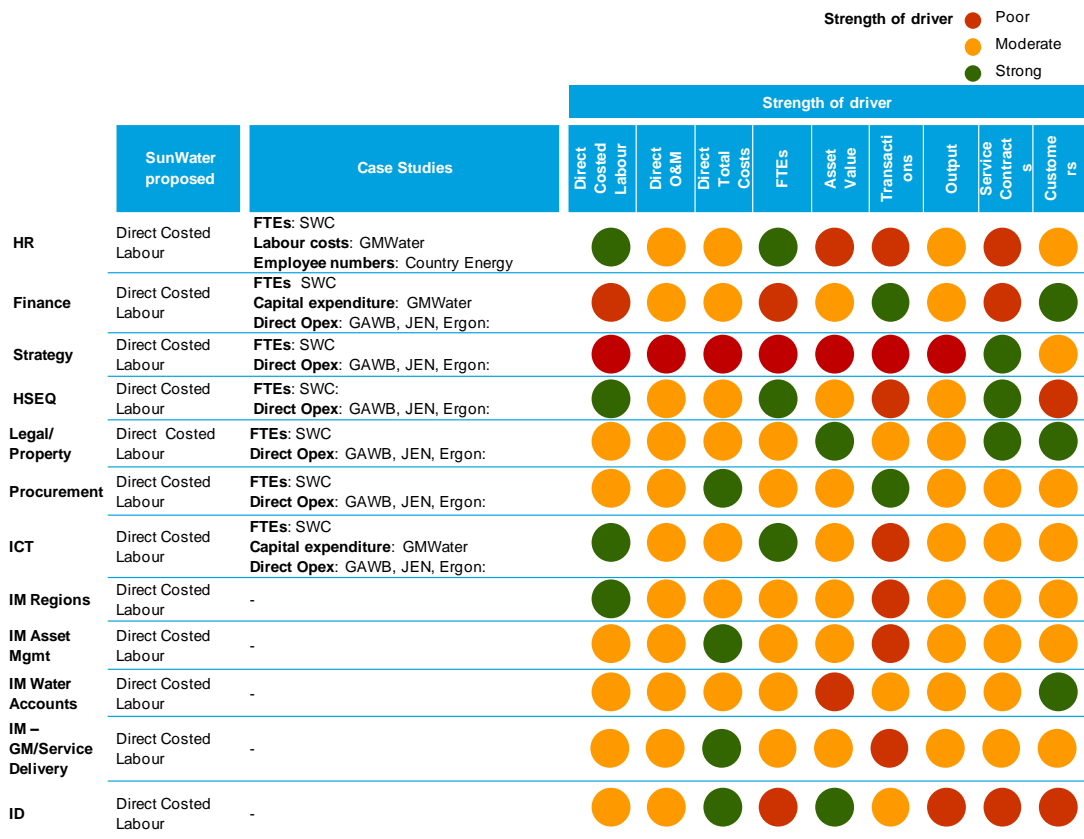 Strength of driver
Poor
Moderate
Strong
Strength of driver
SunWater
proposed
Case Studies
Direct
Costed
Labour
Direct
O&M
Direct
Total
Costs
FTEs
Asset
Value
Transacti
ons
Output
Service
Contract
s
Custome
rs
HR
Direct Costed
Labour
FTEs: SWC
Labour costs: GMWater
Employee numbers: Country Energy
Finance
Direct Costed
Labour
FTEs SWC
Capital expenditure: GMWater
Direct Opex: GAWB, JEN, Ergon:
Strategy
Direct Costed
Labour
FTEs: SWC
Direct Opex: GAWB, JEN, Ergon:
HSEQ
Direct Costed
Labour
FTEs: SWC:
Direct Opex: GAWB, JEN, Ergon:
Legal/
Property
Direct Costed
Labour
FTEs: SWC
Direct Opex: GAWB, JEN, Ergon:
Procurement
Direct Costed
Labour
FTEs: SWC
Direct Opex: GAWB, JEN, Ergon:
ICT
Direct Costed
Labour
FTEs: SWC
Capital expenditure: GMWater
Direct Opex: GAWB, JEN, Ergon:
IM Regions
Direct Costed
Labour
-
IM Asset
Mgmt
Direct Costed
Labour
-
IM Water
Accounts
Direct Costed
Labour
-
IM –
GM/Service
Delivery
Direct Costed
Labour
-
ID
Direct Costed
Labour
-